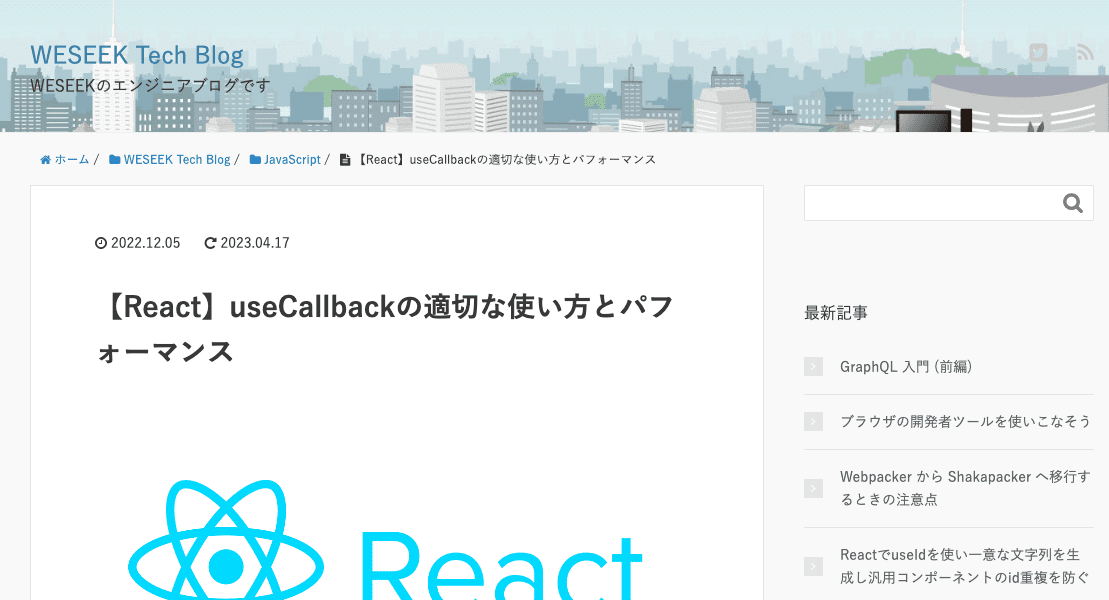 WESEEK Tech Blog
WESEEKのエンジニアブログです
ホーム / WESEEK Tech Blog / JavaScript / 【React】useCallbackの適切な使い方とパフォーマンス
2022.12.05 2023.04.17
【React】useCallbackの適切な使い方とパフ
ォーマンス
React
最新記事
GraphQL 入門 (前編)
ブラウザの開発者ツールを使いこなそう
Webpacker から Shakapacker へ移行す
るときの注意点
ReactでuseIdを使い一意な文字列を生
成し汎用コンポーネントのid重複を防ぐ